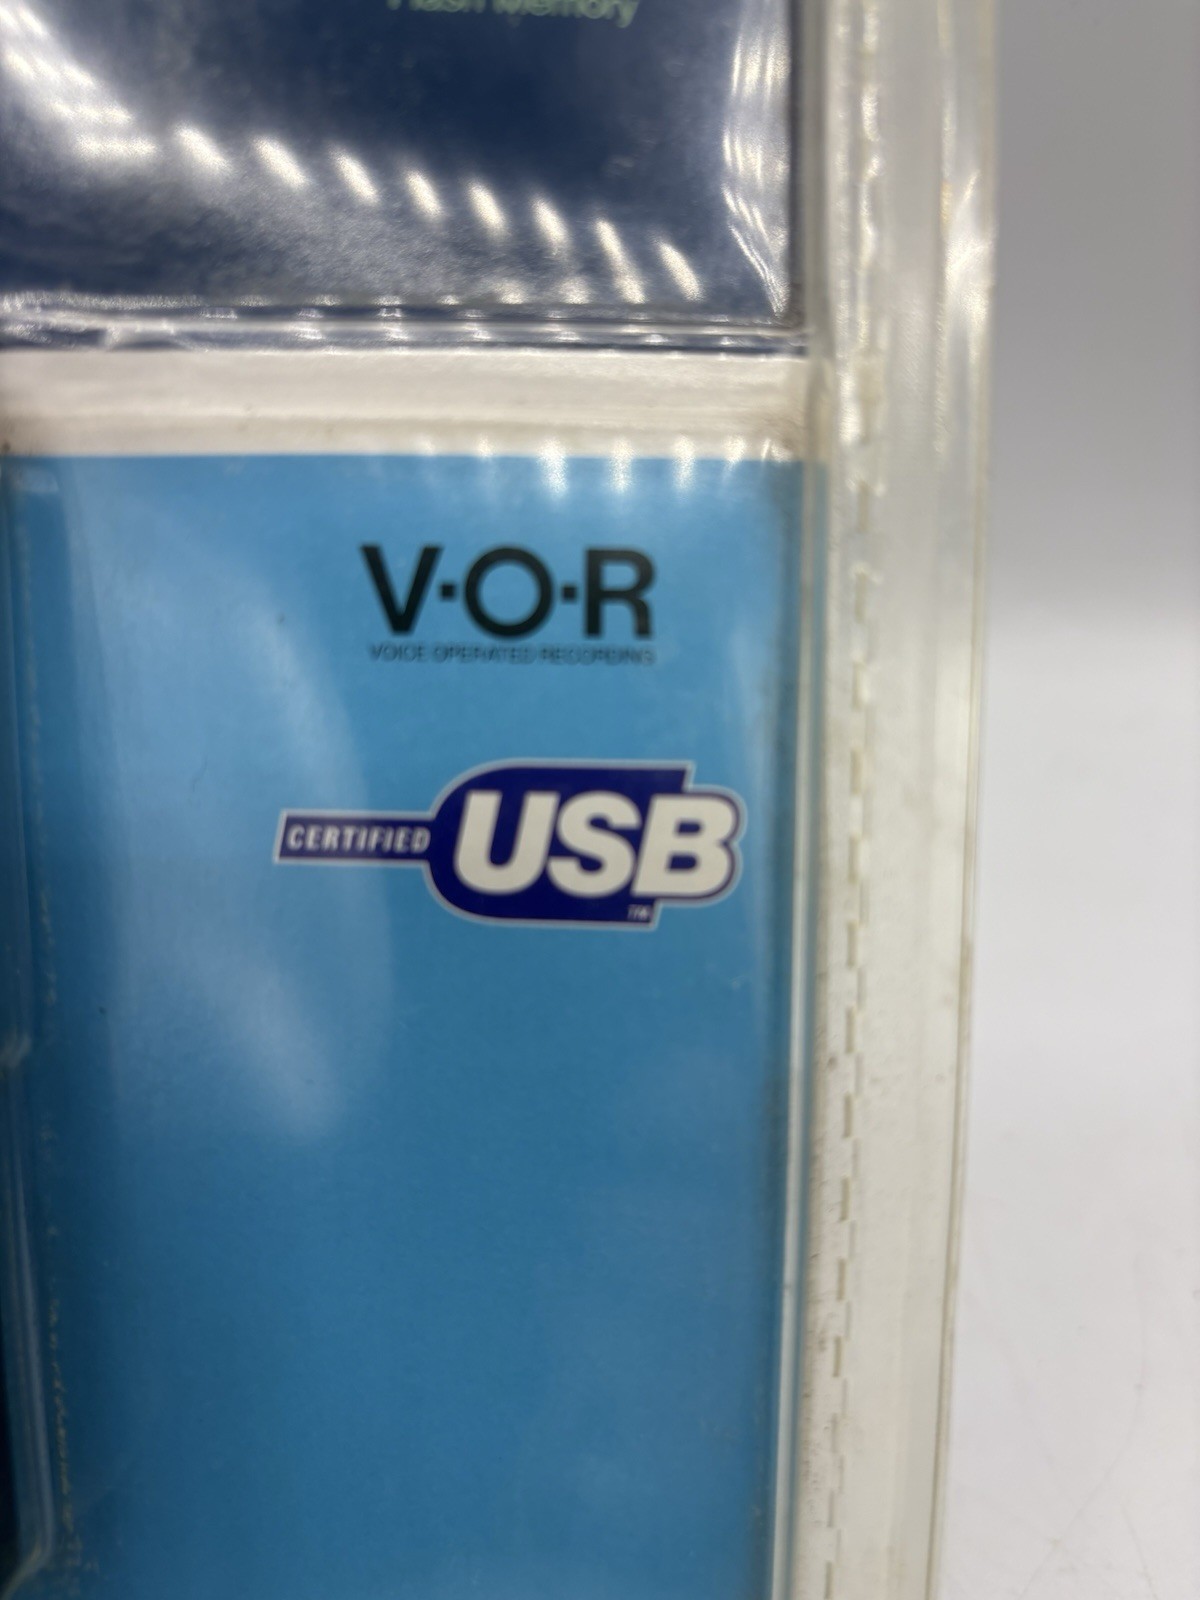 Flash Memory
V·O·R
VOICE OPERATED RECORDING
CERTIFIED USB
TM